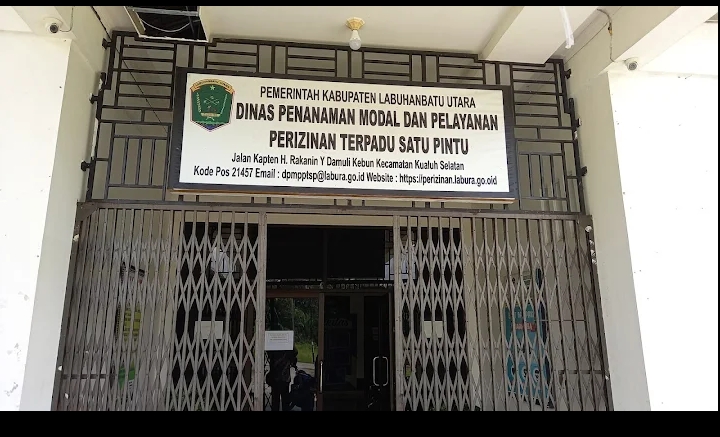 PEMERINTAH KABUPATEN LABUHANBATU UTARA
DINAS PENANAMAN MODAL DAN PELAYANAN
PERIZINAN TERPADU SATU PINTU
Jalan Kapten H. Rakanin Y Damuli Kebun Kecamatan Kualuh Selatan
Kode Pos 21457 Email : dpmpptsp@labura.go.id Website : https://perizinan.labura.go.oid